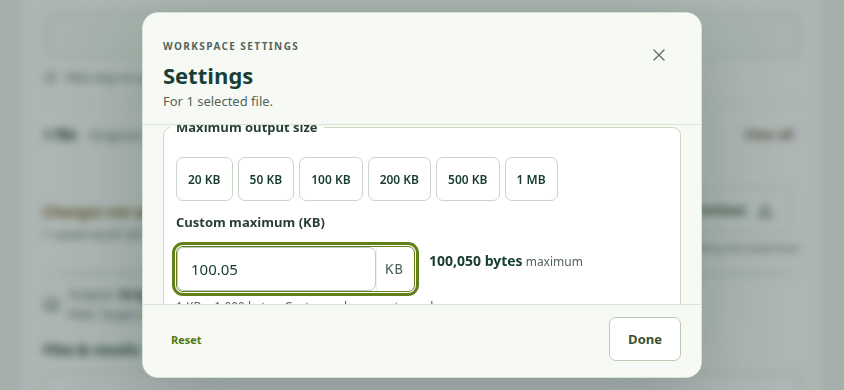 WORKSPACE SETTINGS
Settings
For 1 selected file.
Maximum output size
20 KB
50 KB
100 KB
200 KB
500 KB
1 MB
Custom maximum (KB)
100.05 KB
100,050 bytes maximum
Reset
Done